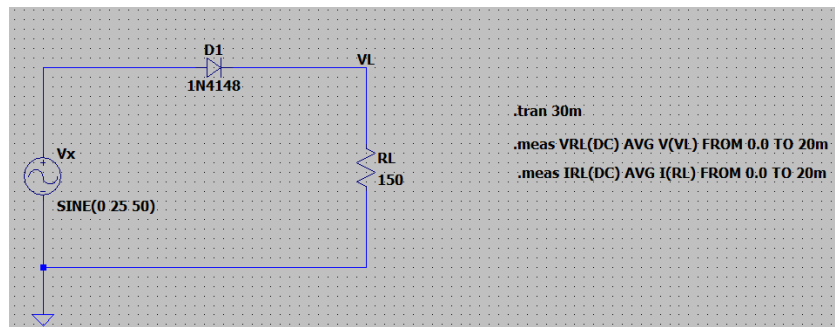 D1
1N4148
VL
Vx
SINE(0 25 50)
RL
150
.tran 30m
.meas VRL(DC) AVG V(VL) FROM 0.0 TO 20m
.meas IRL(DC) AVG I(RL) FROM 0.0 TO 20m